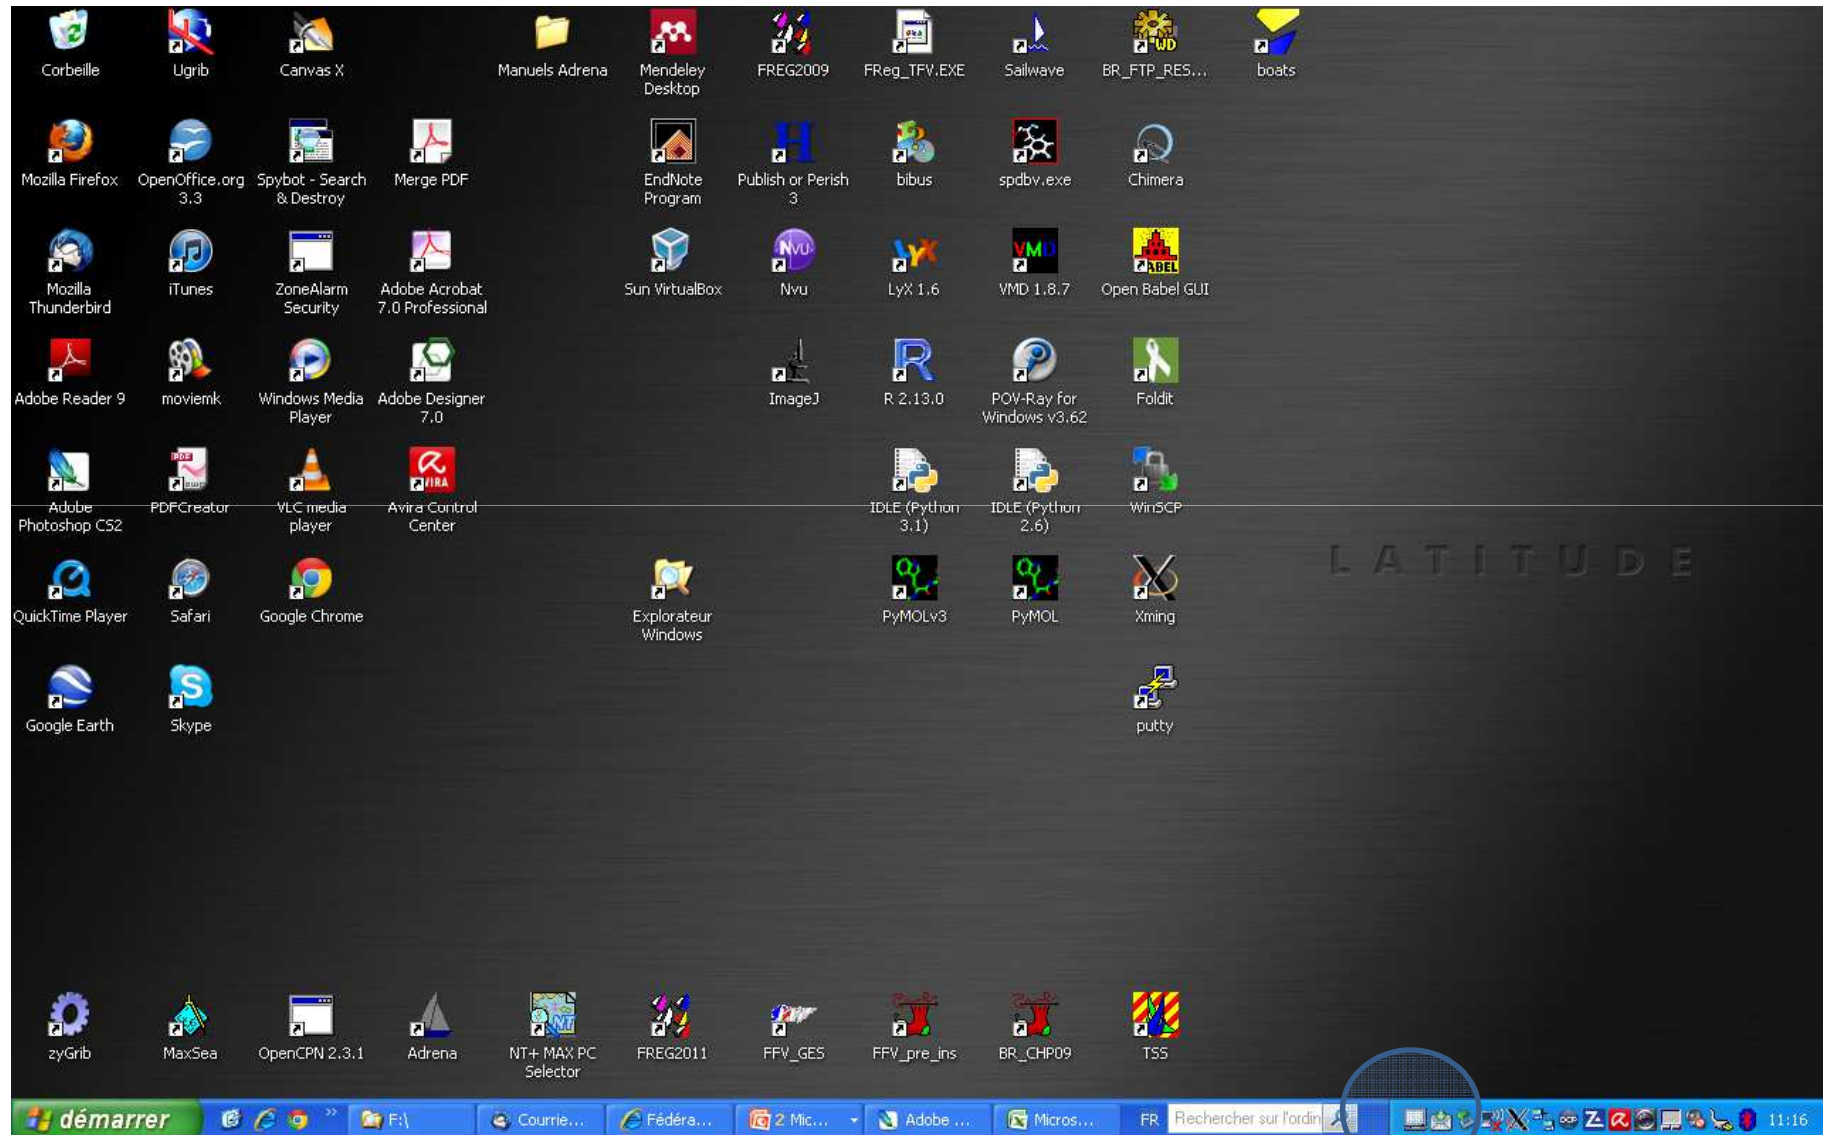 Corbeille
Ugrib
Canvas X
Manuels Adrena
Mendeley
Desktop
FREG2009
FReg_TFV.EXE
Sailwave
BR_FTP_RES...
boats
Mozilla Firefox
OpenOffice.org
3.3
Spybot - Search
& Destroy
Merge PDF
EndNote
Program
Publish or Perish
3
bibus
spdbv.exe
Chimera
Mozilla
Thunderbird
iTunes
ZoneAlarm
Security
Adobe Acrobat
7.0 Professional
Sun VirtualBox
Nvu
LyX 1.6
VMD 1.8.7
Open Babel GUI
Adobe Reader 9
moviemk
Windows Media
Player
Adobe Designer
7.0
ImageJ
R 2.13.0
POV-Ray for
Windows v3.62
Foldit
Adobe
Photoshop CS2
PDFCreator
VLC media
player
Avira Control
Center
IDLE (Python
3.1)
IDLE (Python
2.6)
WinSCP
LATITUDE
QuickTime Player
Safari
Google Chrome
Explorateur
Windows
PyMOLv3
PyMOL
Xming
Google Earth
Skype
putty
zyGrib
MaxSea
OpenCPN 2.3.1
Adrena
NT+ MAX PC
Selector
FREG2011
FFV_GES
FFV_pre_ins
BR_CHP09
TSS
démarrer
F:\
Courrie...
Fédéra...
2 Mic...
Adobe ...
Micros...
FR
Rechercher sur l'ordin
11:16